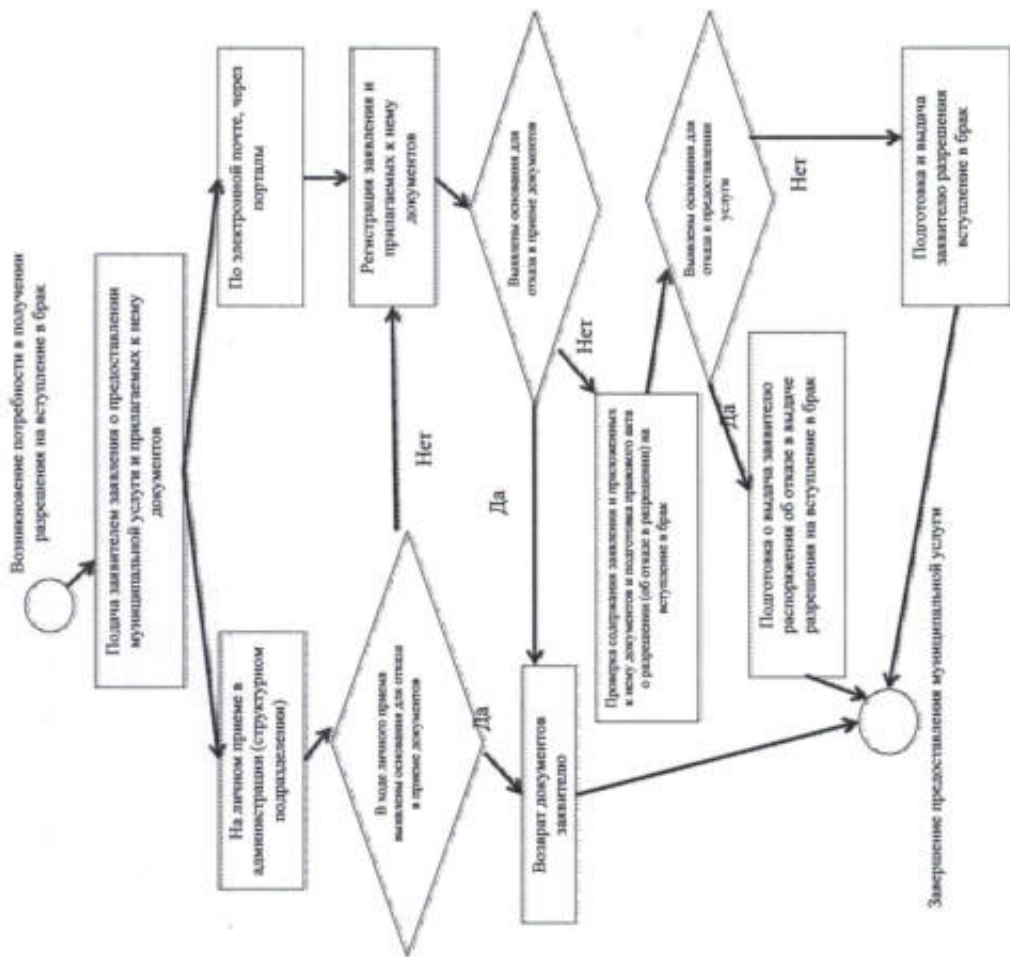 Возникновение потребности в получении
разрешения на вступление в брак
Подача заявителем заявления о предоставлении
муниципальной услуги и прилагаемых к нему
документов
На личном приеме в
администрации (структурном
подразделении)
По электронной почте, через
порталы
В ходе личного приема
выявлены основания для отказа
в приеме документов
Нет
Регистрация заявления и
прилагаемых к нему
документов
Да
Выявлены основания для
отказа в приеме документов
Да
Нет
Возврат документов
заявителю
Проверка содержания заявления и приложенных
к нему документов и подготовка правового акта
о разрешении (об отказе в разрешении) на
вступление в брак
Выявлены основания для
отказа в предоставлении
услуги
Да
Нет
Подготовка о выдача заявителю
распоряжения об отказе в выдаче
разрешения на вступление в брак
Подготовка и выдача
заявителю разрешения
вступление в брак
Завершение предоставления муниципальной услуги